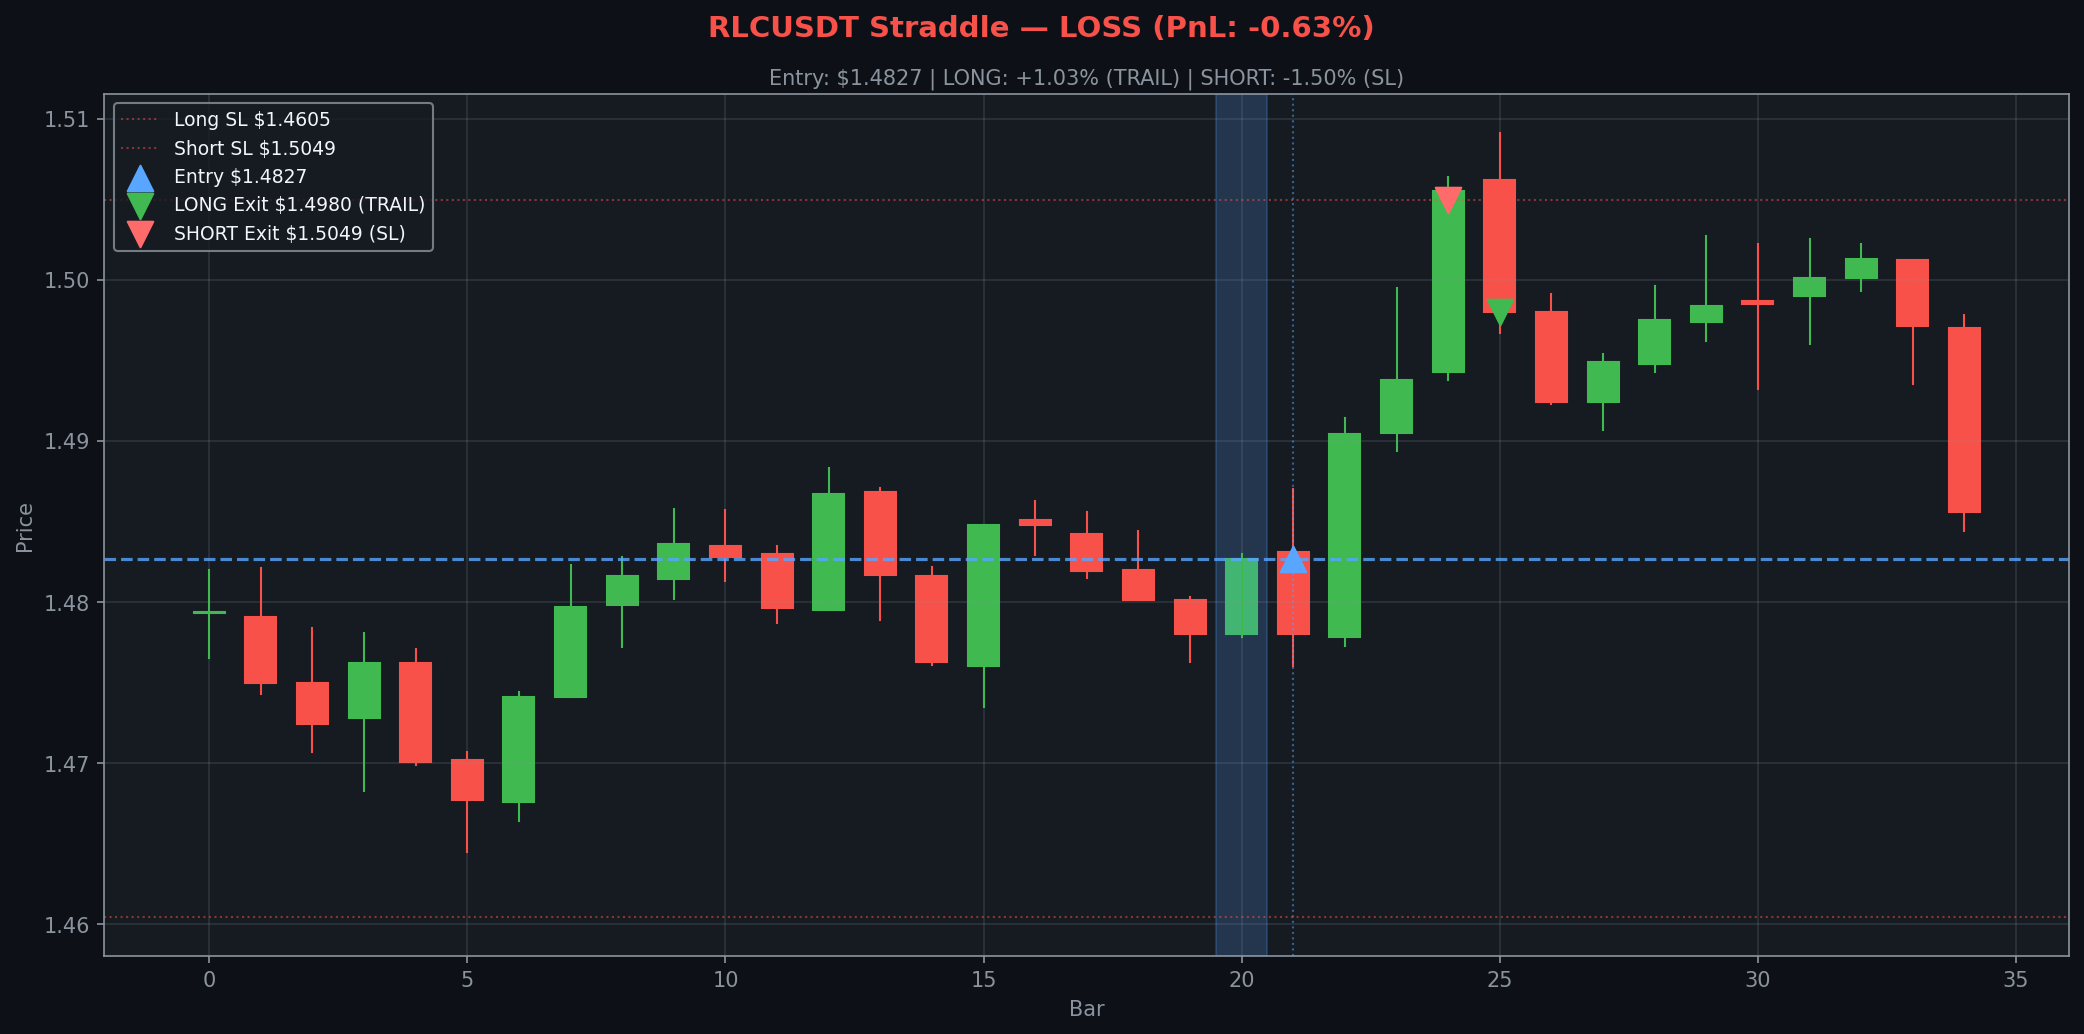 RLCUSDT Straddle — LOSS (PnL: -0.63%)
Entry: $1.4827 | LONG: +1.03% (TRAIL) | SHORT: -1.50% (SL)
Long SL $1.4605
Short SL $1.5049
Entry $1.4827
LONG Exit $1.4980 (TRAIL)
SHORT Exit $1.5049 (SL)
1.51
1.50
1.49
1.48
1.47
1.46
Price
0 5 10 15 20 25 30 35
Bar